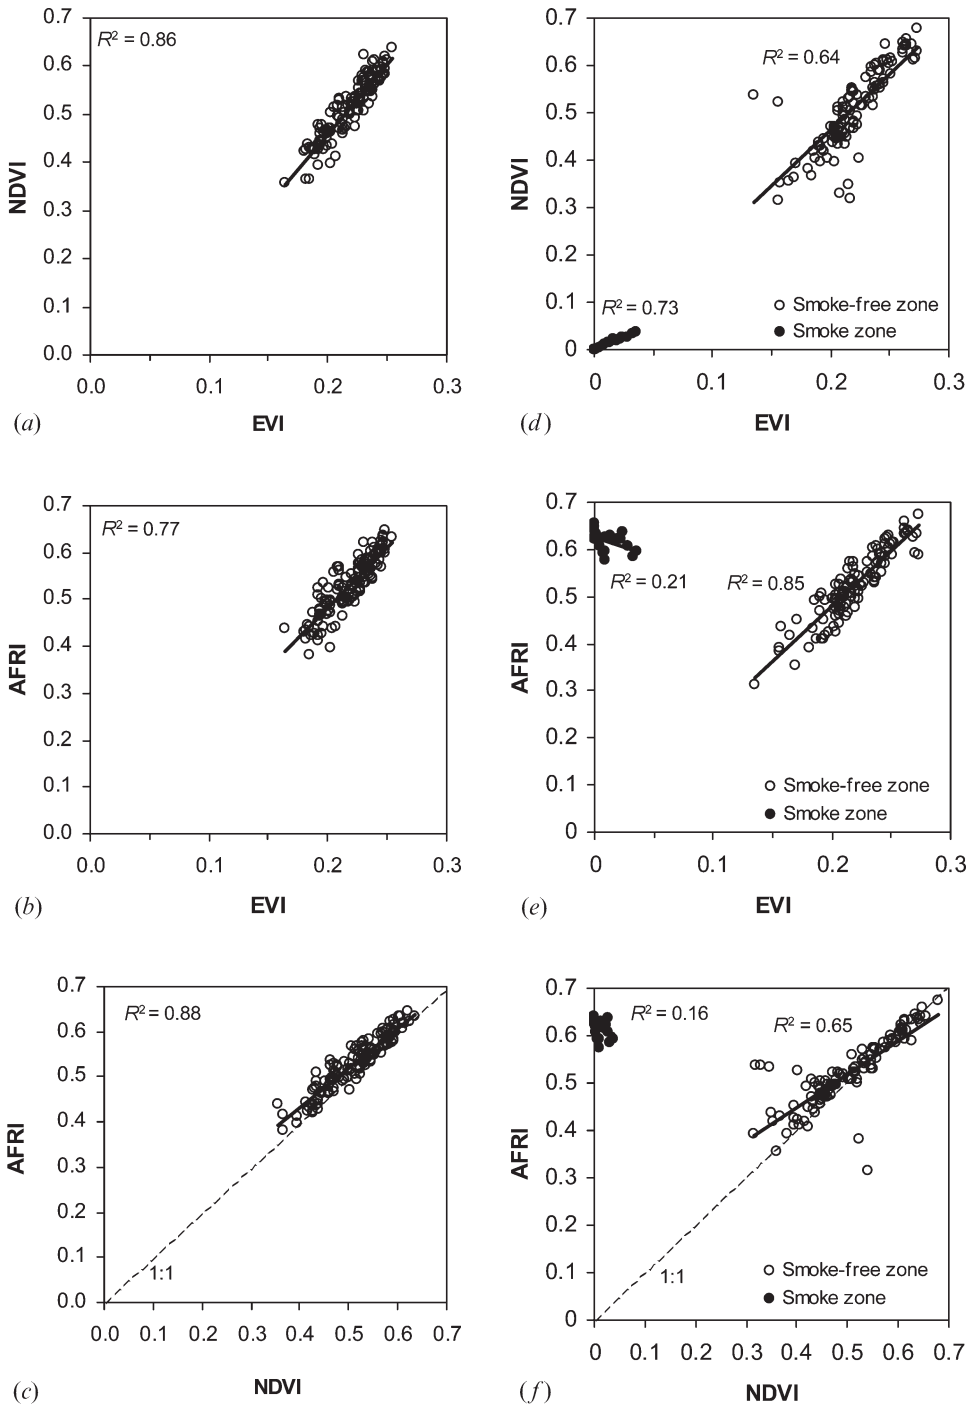 0.7
0.6
0.5
0.4
0.3
0.2
0.1
0.0
R² = 0.86
NDVI
0.0 0.1 0.2 0.3
EVI
(a)
0.7
0.6
0.5
0.4
0.3
0.2
0.1
0
R² = 0.64
R² = 0.73
Smoke-free zone
Smoke zone
NDVI
0 0.1 0.2 0.3
EVI
(d)
0.7
0.6
0.5
0.4
0.3
0.2
0.1
0.0
R² = 0.77
AFRI
0.0 0.1 0.2 0.3
EVI
(b)
0.7
0.6
0.5
0.4
0.3
0.2
0.1
0
R² = 0.21 R² = 0.85
Smoke-free zone
Smoke zone
AFRI
0 0.1 0.2 0.3
EVI
(e)
0.7
0.6
0.5
0.4
0.3
0.2
0.1
0.0
R² = 0.88
1:1
AFRI
0.0 0.1 0.2 0.3 0.4 0.5 0.6 0.7
NDVI
(c)
0.7
0.6
0.5
0.4
0.3
0.2
0.1
0
R² = 0.16
R² = 0.65
Smoke-free zone
1:1
Smoke zone
AFRI
0 0.1 0.2 0.3 0.4 0.5 0.6 0.7
NDVI
(f)